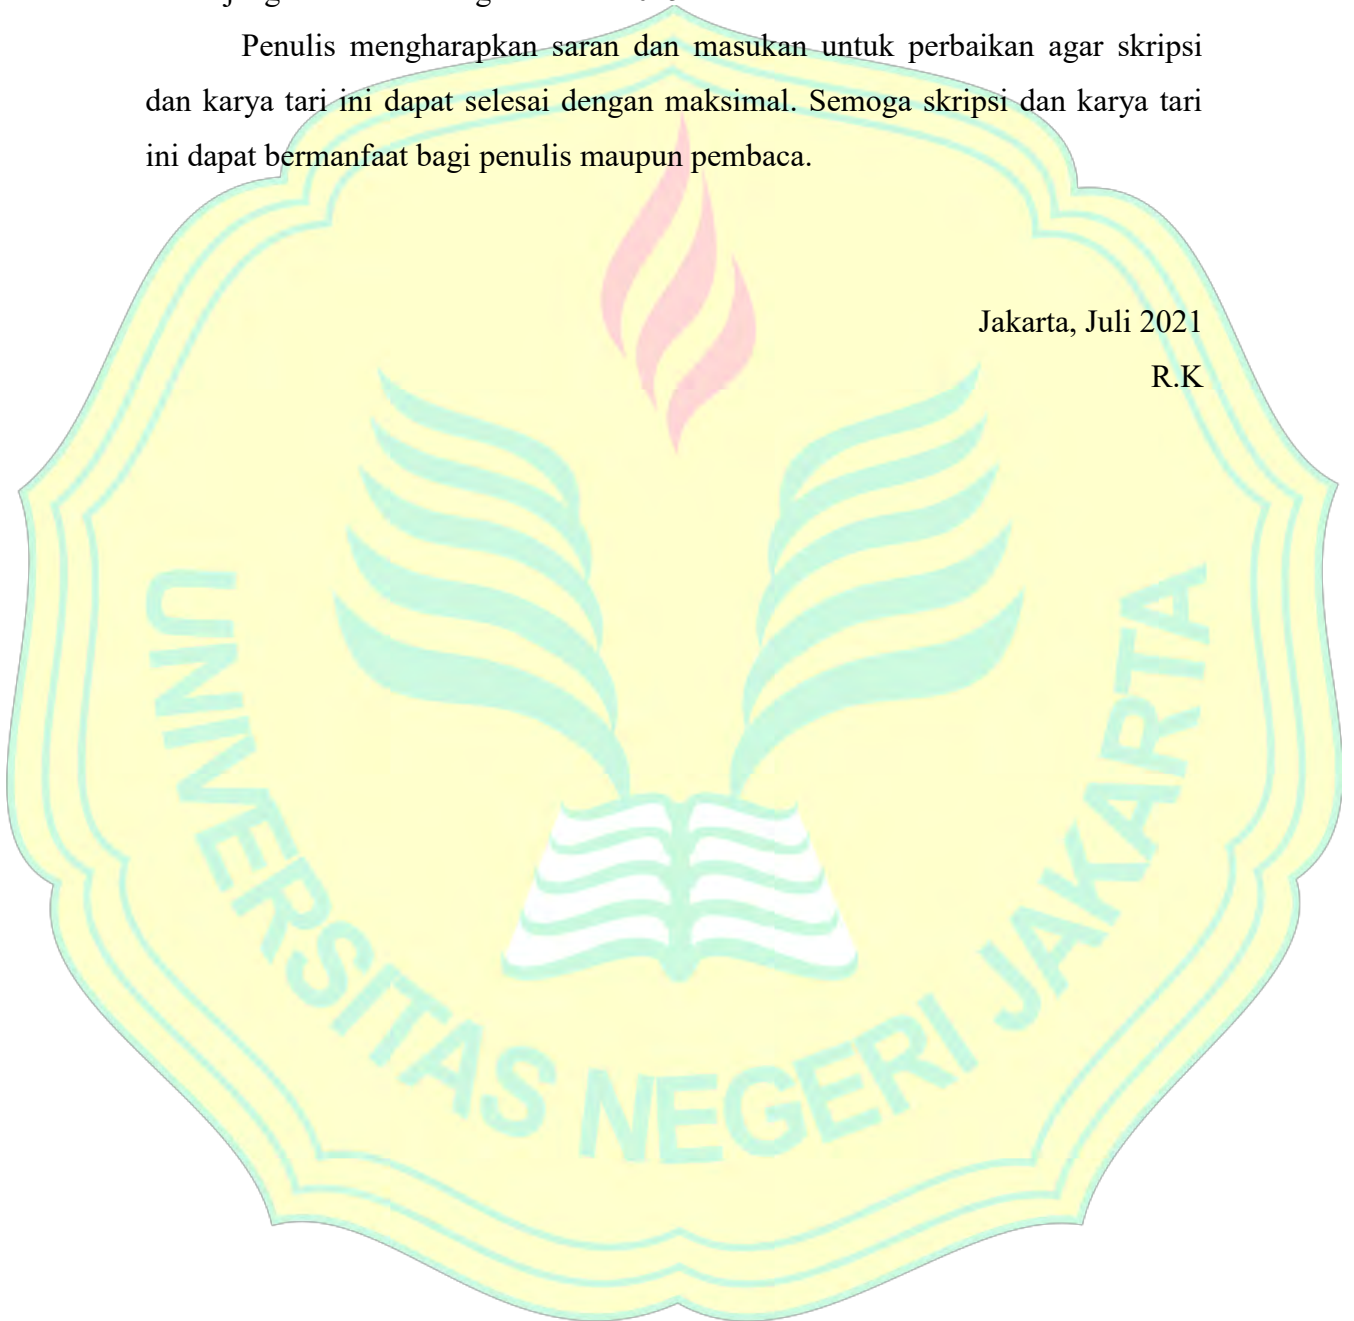 Penulis mengharapkan saran dan masukan untuk perbaikan agar skripsi
dan karya tari ini dapat selesai dengan maksimal. Semoga skripsi dan karya tari
ini dapat bermanfaat bagi penulis maupun pembaca.
Jakarta, Juli 2021
R.K
UNIVERSITAS NEGERI JAKARTA